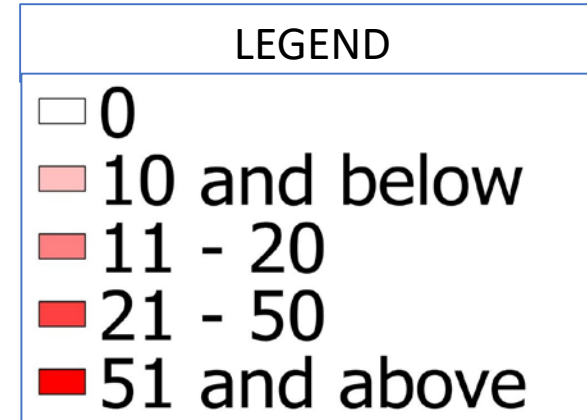 LEGEND
0
10 and below
11 - 20
21 - 50
51 and above